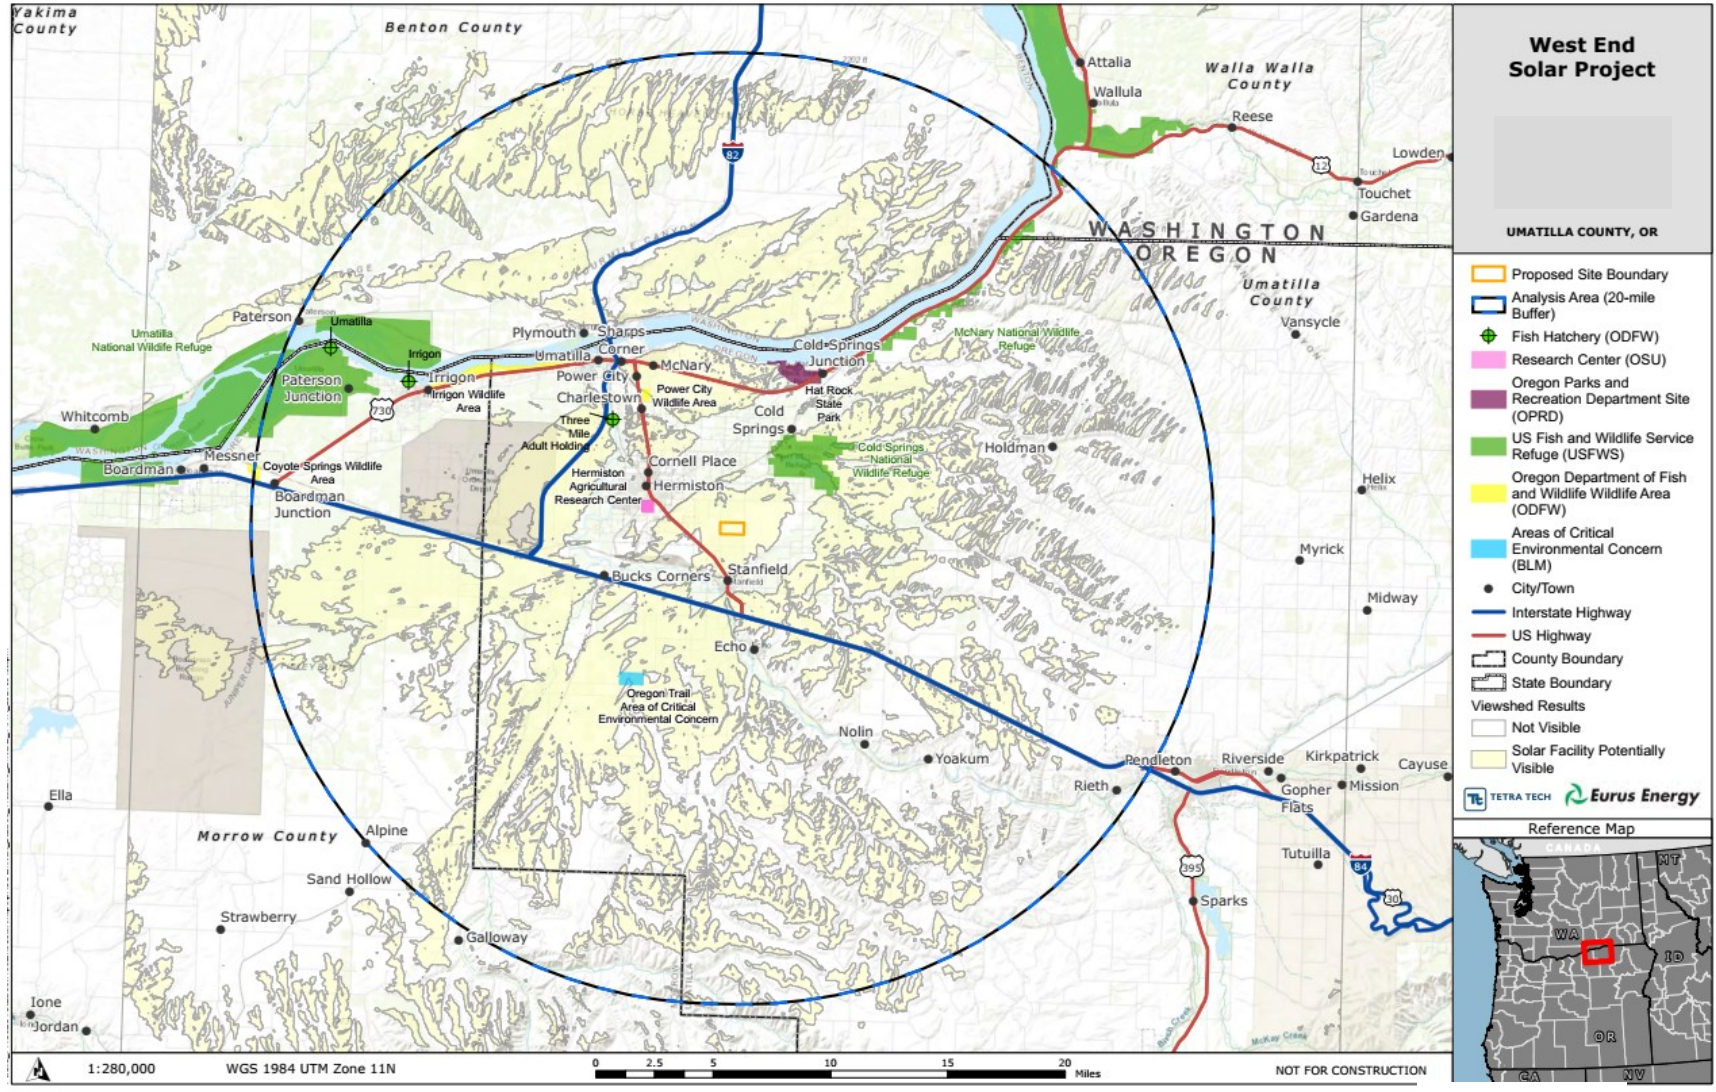 Yakima
County
Benton County
Walla Walla
County
Attalia
Wallula
Reese
Lowden
Touchet
Gardena
12
82
BENTON
WASHINGTON
OREGON
Umatilla
County
Vansycle
Paterson
Umatilla
Umatilla
National Wildlife Refuge
Irrigon
Plymouth
Sharps
Corner
Umatilla
McNary
Power City
Charlestown
WASHINGTON
OREGON
Cold Springs
Junction
McNary National Wildlife
Refuge
Paterson
Junction
Irrigon
Irrigon Wildlife
Area
730
Power City
Wildlife Area
Hat Rock
State
Park
Whitcomb
Three
Mile
Adult Holding
Cold
Springs
Cold Springs
National
Wildlife Refuge
Holdman
Messner
Boardman
Coyote Springs Wildlife
Area
Boardman
Junction
Cornell Place
Hermiston
Hermiston
Agricultural
Research Center
Helix
Myrick
Bucks Corners
Stanfield
Midway
Echo
Oregon Trail
Area of Critical
Environmental Concern
Nolin
Yoakum
Pendleton
Riverside
Kirkpatrick
Cayuse
Rieth
Gopher
Flats
Mission
Ella
Morrow County
Alpine
Tutuilla
84
395
30
Sand Hollow
Sparks
Strawberry
Galloway
Ione
Jordan
McKay Creek
1:280,000
WGS 1984 UTM Zone 11N
0 2.5 5 10 15 20
Miles
NOT FOR CONSTRUCTION
West End
Solar Project
UMATILLA COUNTY, OR
Proposed Site Boundary
Analysis Area (20-mile
Buffer)
Fish Hatchery (ODFW)
Research Center (OSU)
Oregon Parks and
Recreation Department Site
(OPRD)
US Fish and Wildlife Service
Refuge (USFWS)
Oregon Department of Fish
and Wildlife Wildlife Area
(ODFW)
Areas of Critical
Environmental Concern
(BLM)
City/Town
Interstate Highway
US Highway
County Boundary
State Boundary
Viewshed Results
Not Visible
Solar Facility Potentially
Visible
Tt TETRA TECH
Eurus Energy
Reference Map
CANADA
MT
WA
ID
OR
CA
NV